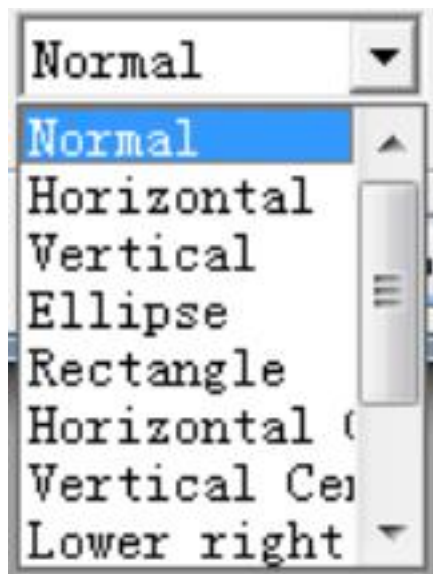 Normal
Normal
Horizontal
Vertical
Ellipse
Rectangle
Horizontal
Vertical
Lower right